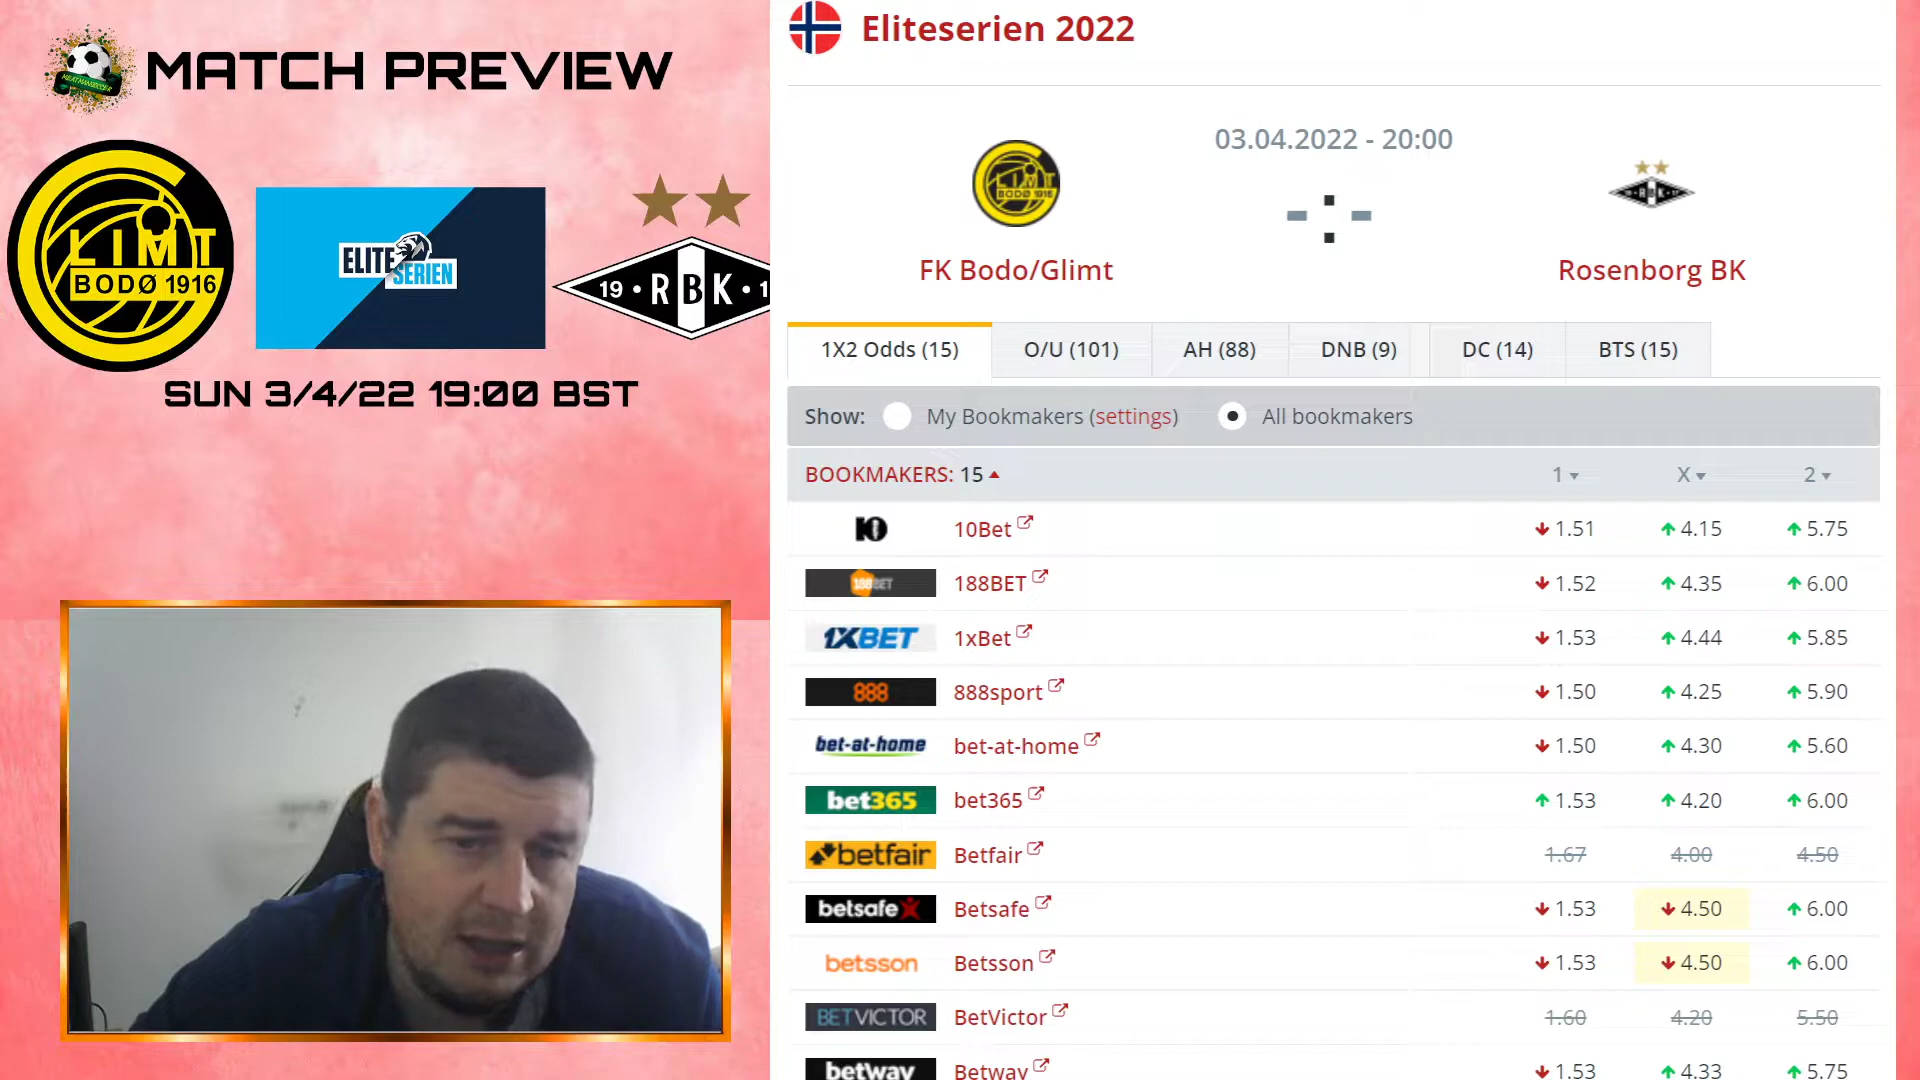 MATCH PREVIEW
MEATMANSOCCER
LIMT
BODØ 1916
ELITE
SERIEN
19 • RBK • 1
SUN 3/4/22 19:00 BST
Eliteserien 2022
03.04.2022 - 20:00
LIMT
BODØ 1916
RBK
- : -
FK Bodo/Glimt
Rosenborg BK
1X2 Odds (15)
O/U (101)
AH (88)
DNB (9)
DC (14)
BTS (15)
Show: My Bookmakers (settings) All bookmakers
BOOKMAKERS: 15 1 X 2
10 10Bet 1.51 4.15 5.75
188BET 188BET 1.52 4.35 6.00
1XBET 1xBet 1.53 4.44 5.85
888 888sport 1.50 4.25 5.90
bet-at-home bet-at-home 1.50 4.30 5.60
bet365 bet365 1.53 4.20 6.00
betfair Betfair 1.67 4.00 4.50
betsafe Betsafe 1.53 4.50 6.00
betsson Betsson 1.53 4.50 6.00
BETVICTOR BetVictor 1.60 4.20 5.50
betway Betway 1.53 4.33 5.75